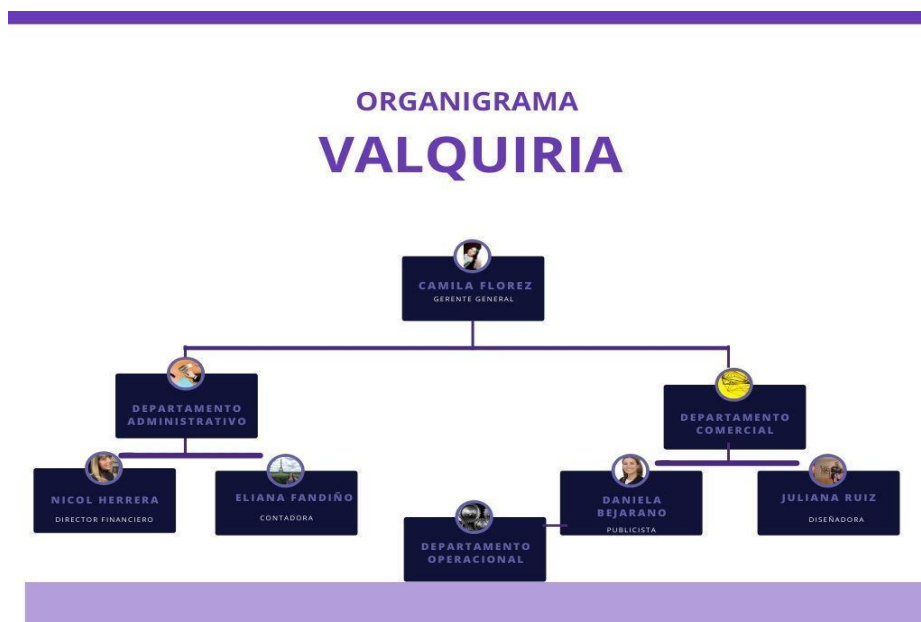 ORGANIGRAMA
VALQUIRIA
CAMILA FLOREZ
GERENTE GENERAL
DEPARTAMENTO
ADMINISTRATIVO
DEPARTAMENTO
COMERCIAL
NICOL HERRERA
DIRECTOR FINANCIERO
ELIANA FANDIÑO
CONTADORA
DANIELA
BEJARANO
PUBLICISTA
JULIANA RUIZ
DISEÑADORA
DEPARTAMENTO
OPERACIONAL